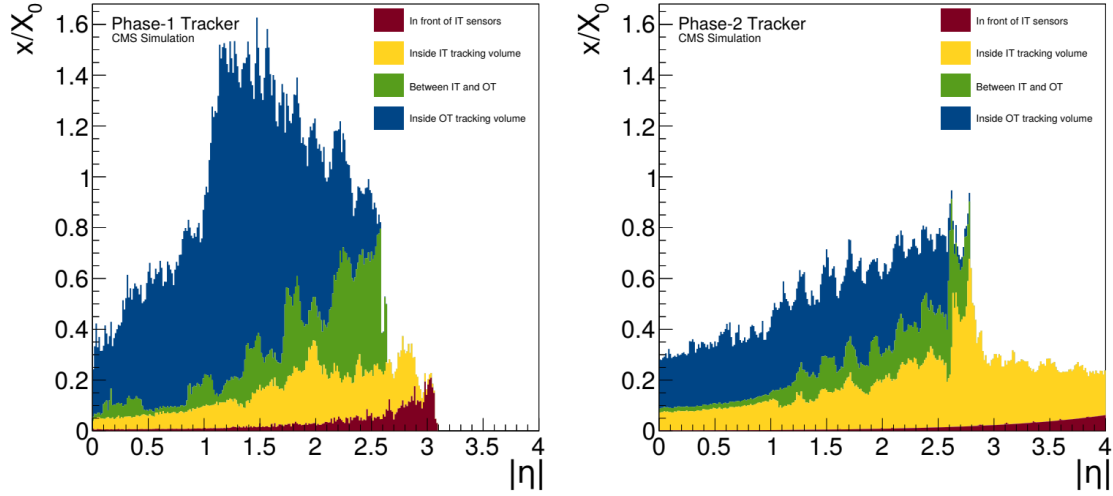 x/X₀
1.6
1.4
1.2
1
0.8
0.6
0.4
0.2
0
Phase-1 Tracker
CMS Simulation
In front of IT sensors
Inside IT tracking volume
Between IT and OT
Inside OT tracking volume
0 0.5 1 1.5 2 2.5 3 3.5 4
|η|
x/X₀
1.6
1.4
1.2
1
0.8
0.6
0.4
0.2
0
Phase-2 Tracker
CMS Simulation
In front of IT sensors
Inside IT tracking volume
Between IT and OT
Inside OT tracking volume
0 0.5 1 1.5 2 2.5 3 3.5 4
|η|